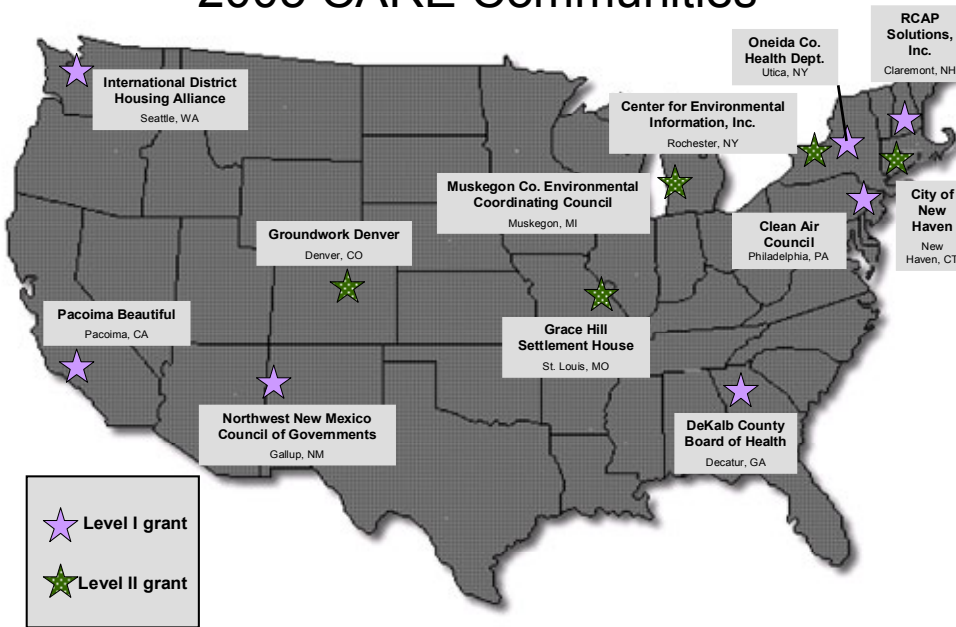 2005 CARE Communities
RCAP
Solutions,
Inc.
Claremont, NH
Oneida Co.
Health Dept.
Utica, NY
International District
Housing Alliance
Seattle, WA
Center for Environmental
Information, Inc.
Rochester, NY
Muskegon Co. Environmental
Coordinating Council
Muskegon, MI
City of
New
Haven
New
Haven, CT
Clean Air
Council
Philadelphia, PA
Groundwork Denver
Denver, CO
Pacoima Beautiful
Pacoima, CA
Grace Hill
Settlement House
St. Louis, MO
Northwest New Mexico
Council of Governments
Gallup, NM
DeKalb County
Board of Health
Decatur, GA
Level I grant
Level II grant